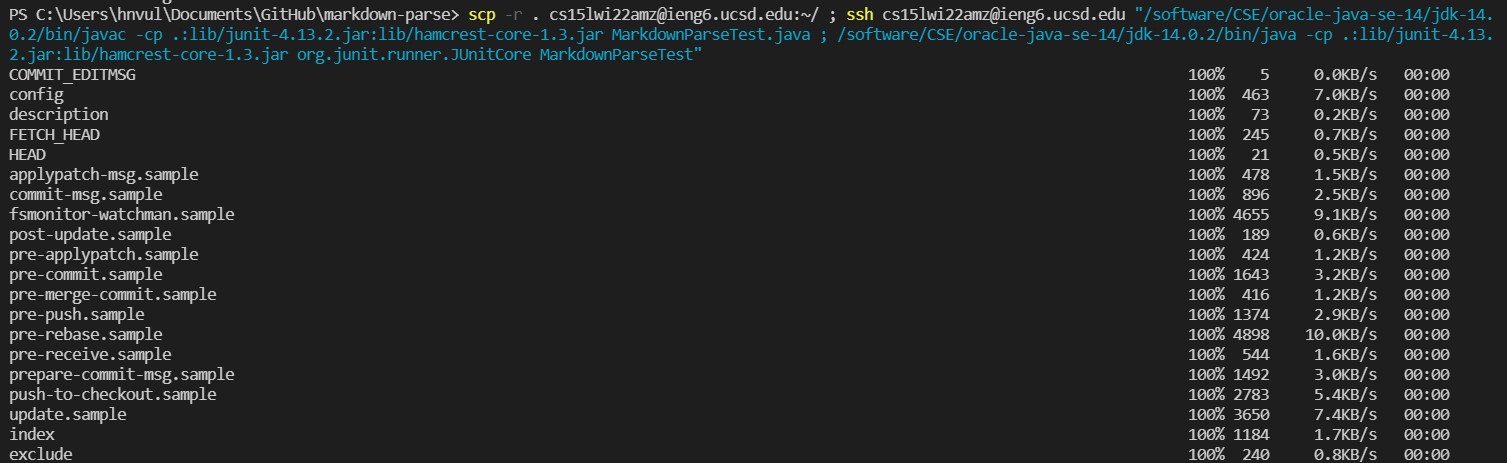 PS C:\Users\hnvul\Documents\GitHub\markdown-parse> scp -r . cs15lwi22amz@ieng6.ucsd.edu:~/ ; ssh cs15lwi22amz@ieng6.ucsd.edu "/software/CSE/oracle-java-se-14/jdk-14.
0.2/bin/javac -cp .:lib/junit-4.13.2.jar:lib/hamcrest-core-1.3.jar MarkdownParseTest.java ; /software/CSE/oracle-java-se-14/jdk-14.0.2/bin/java -cp .:lib/junit-4.13.
2.jar:lib/hamcrest-core-1.3.jar org.junit.runner.JUnitCore MarkdownParseTest"
COMMIT_EDITMSG 100% 5 0.0KB/s 00:00
config 100% 463 7.0KB/s 00:00
description 100% 73 0.2KB/s 00:00
FETCH_HEAD 100% 245 0.7KB/s 00:00
HEAD 100% 21 0.5KB/s 00:00
applypatch-msg.sample 100% 478 1.5KB/s 00:00
commit-msg.sample 100% 896 2.5KB/s 00:00
fsmonitor-watchman.sample 100% 4655 9.1KB/s 00:00
post-update.sample 100% 189 0.6KB/s 00:00
pre-applypatch.sample 100% 424 1.2KB/s 00:00
pre-commit.sample 100% 1643 3.2KB/s 00:00
pre-merge-commit.sample 100% 416 1.2KB/s 00:00
pre-push.sample 100% 1374 2.9KB/s 00:00
pre-rebase.sample 100% 4898 10.0KB/s 00:00
pre-receive.sample 100% 544 1.6KB/s 00:00
prepare-commit-msg.sample 100% 1492 3.0KB/s 00:00
push-to-checkout.sample 100% 2783 5.4KB/s 00:00
update.sample 100% 3650 7.4KB/s 00:00
index 100% 1184 1.7KB/s 00:00
exclude 100% 240 0.8KB/s 00:00